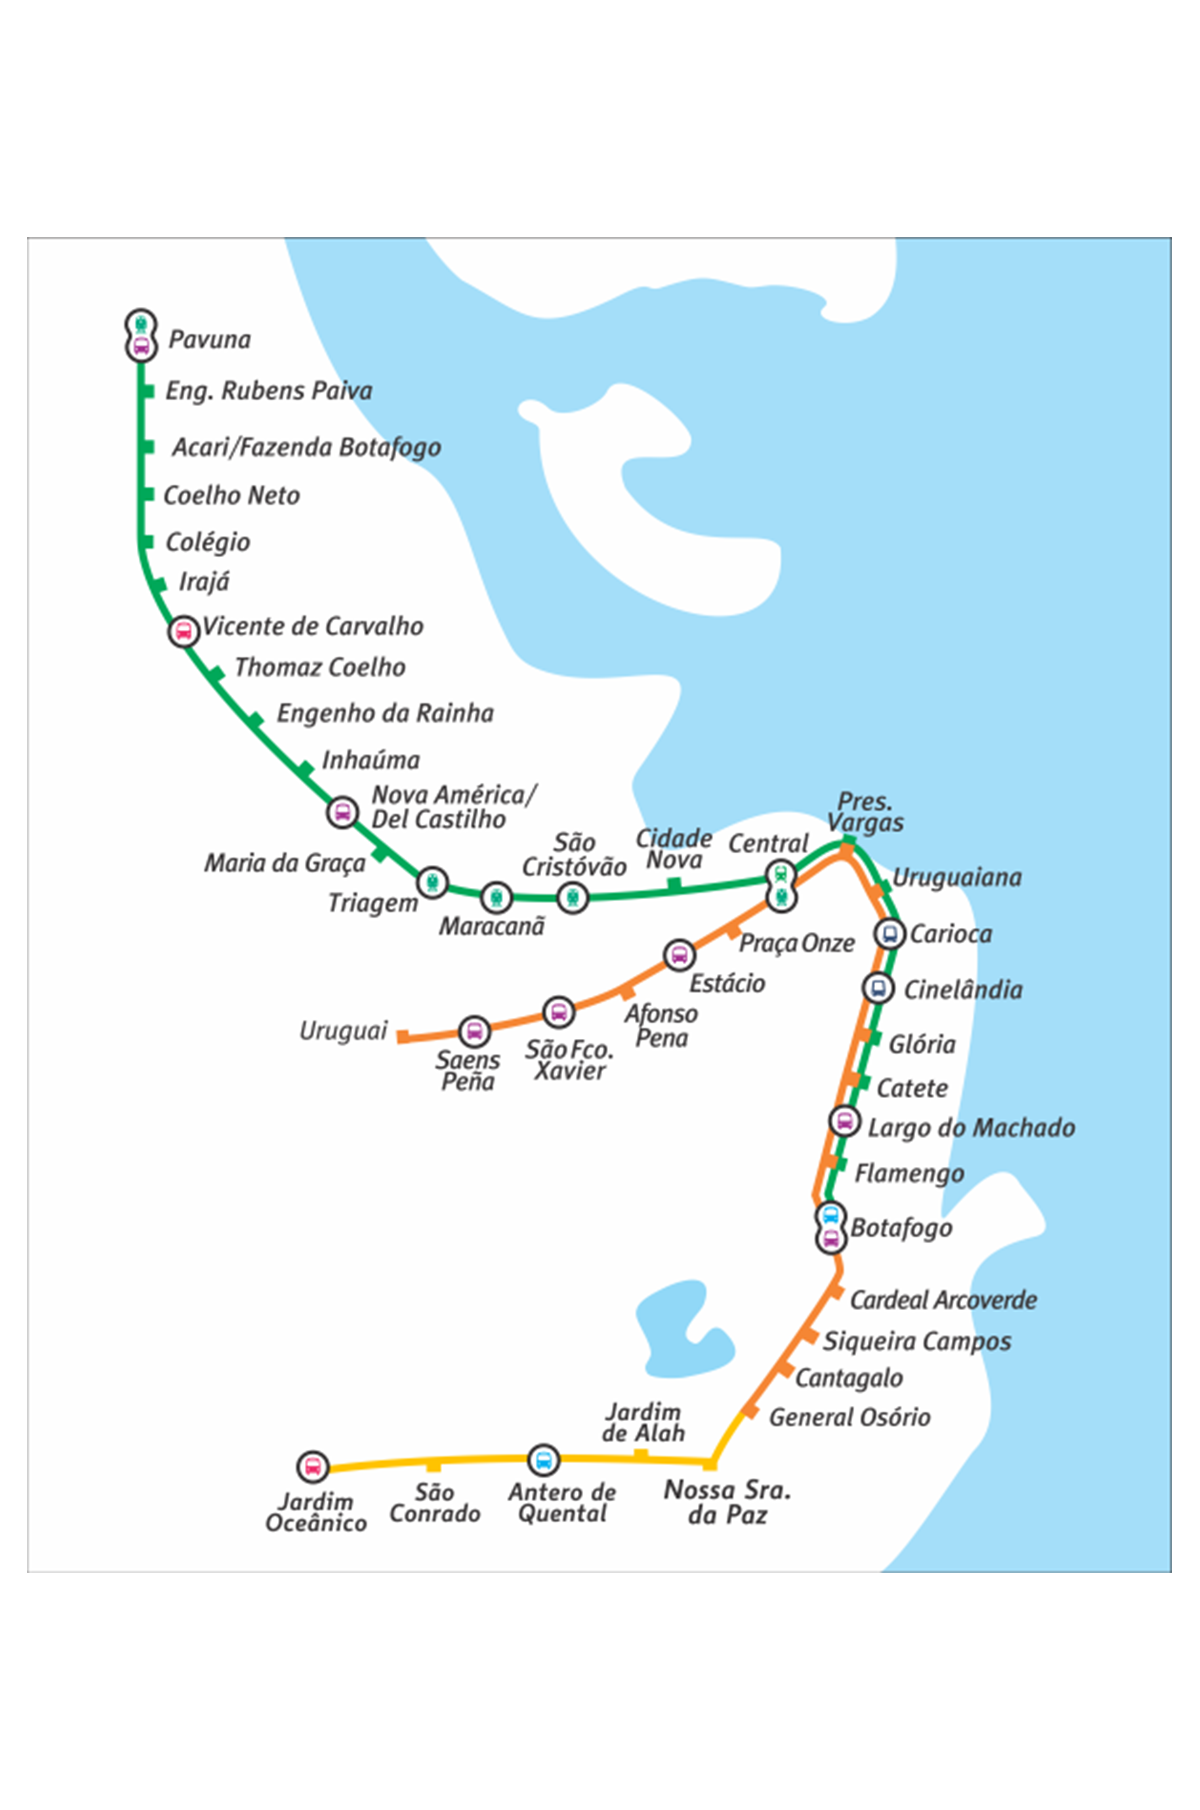 Pavuna
Eng. Rubens Paiva
Acari/Fazenda Botafogo
Coelho Neto
Colégio
Irajá
Vicente de Carvalho
Thomaz Coelho
Engenho da Rainha
Inhaúma
Nova América/
Del Castilho
Maria da Graça
Triagem
Maracanã
São
Cristóvão
Cidade
Nova
Central
Pres.
Vargas
Uruguaiana
Carioca
Cinelândia
Glória
Catete
Largo do Machado
Flamengo
Botafogo
Praça Onze
Estácio
Afonso
Pena
São Fco.
Xavier
Saens
Peña
Uruguai
Cardeal Arcoverde
Siqueira Campos
Cantagalo
General Osório
Nossa Sra.
da Paz
Jardim
de Alah
Antero de
Quental
São
Conrado
Jardim
Oceânico